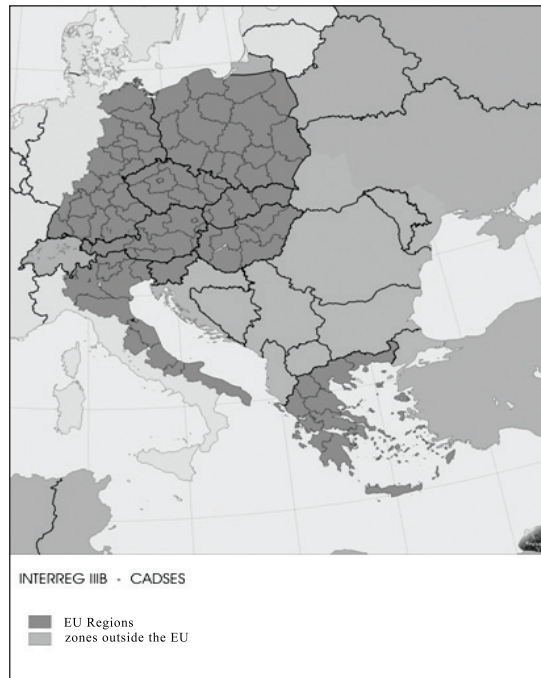 INTERREG IIIB - CADSES
EU Regions
zones outside the EU